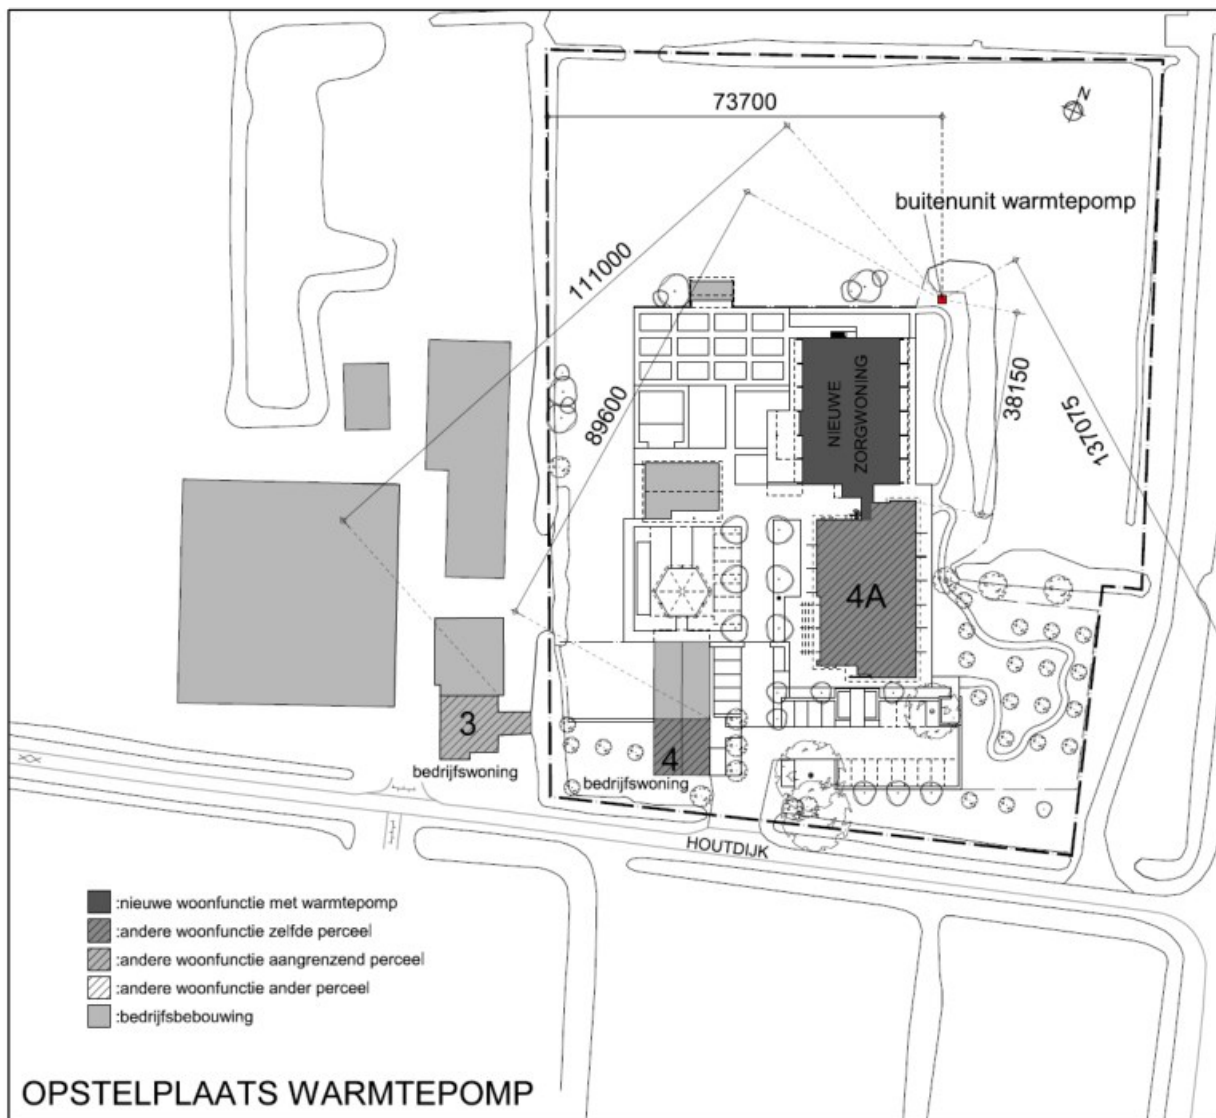 73700
N
buitenunit warmtepomp
111000
89600
38150
137075
NIEUWE
ZORGWONING
4A
3
bedrijfswoning
4
bedrijfswoning
HOUTDIJK
:nieuwe woonfunctie met warmtepomp
:andere woonfunctie zelfde perceel
:andere woonfunctie aangrenzend perceel
:andere woonfunctie ander perceel
:bedrijfsbebouwing
OPSTELPLAATS WARMTEPOMP